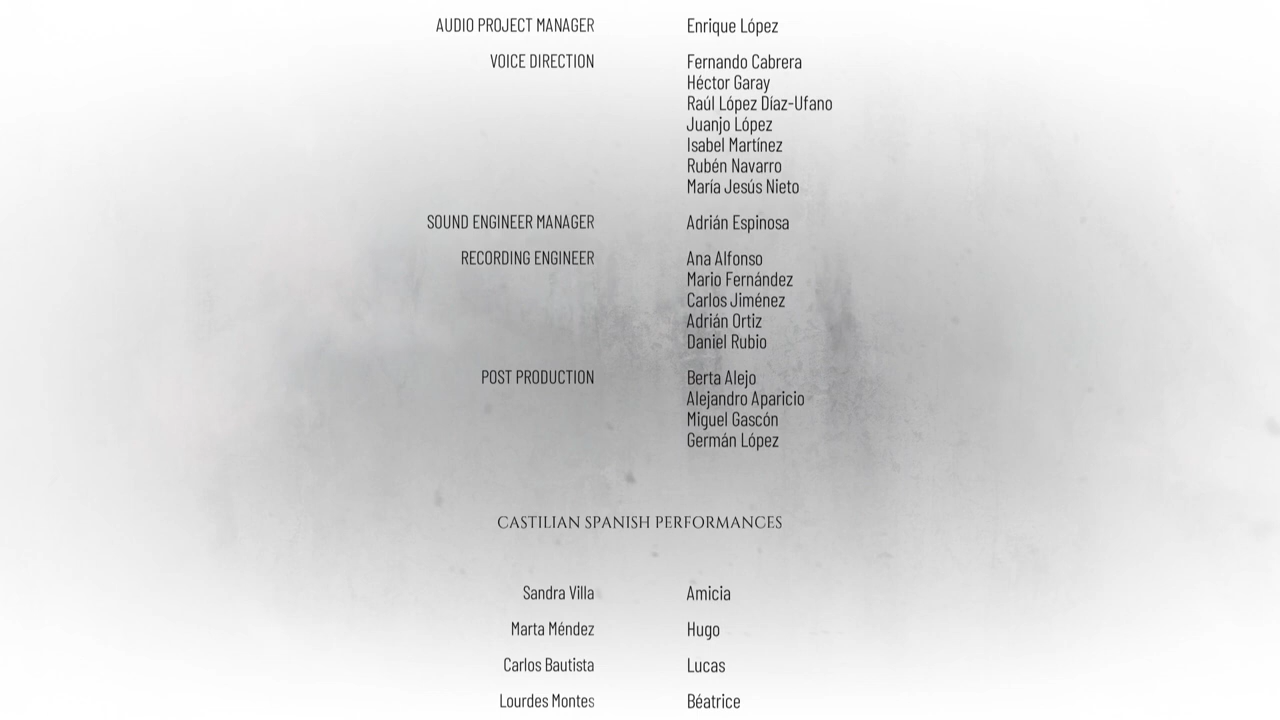 AUDIO PROJECT MANAGER Enrique López
VOICE DIRECTION Fernando Cabrera
Héctor Garay
Raúl López Díaz-Ufano
Juanjo López
Isabel Martínez
Rubén Navarro
María Jesús Nieto
SOUND ENGINEER MANAGER Adrián Espinosa
RECORDING ENGINEER Ana Alfonso
Mario Fernández
Carlos Jiménez
Adrián Ortiz
Daniel Rubio
POST PRODUCTION Berta Alejo
Alejandro Aparicio
Miguel Gascón
Germán López
CASTILIAN SPANISH PERFORMANCES
Sandra Villa Amicia
Marta Méndez Hugo
Carlos Bautista Lucas
Lourdes Montes Béatrice